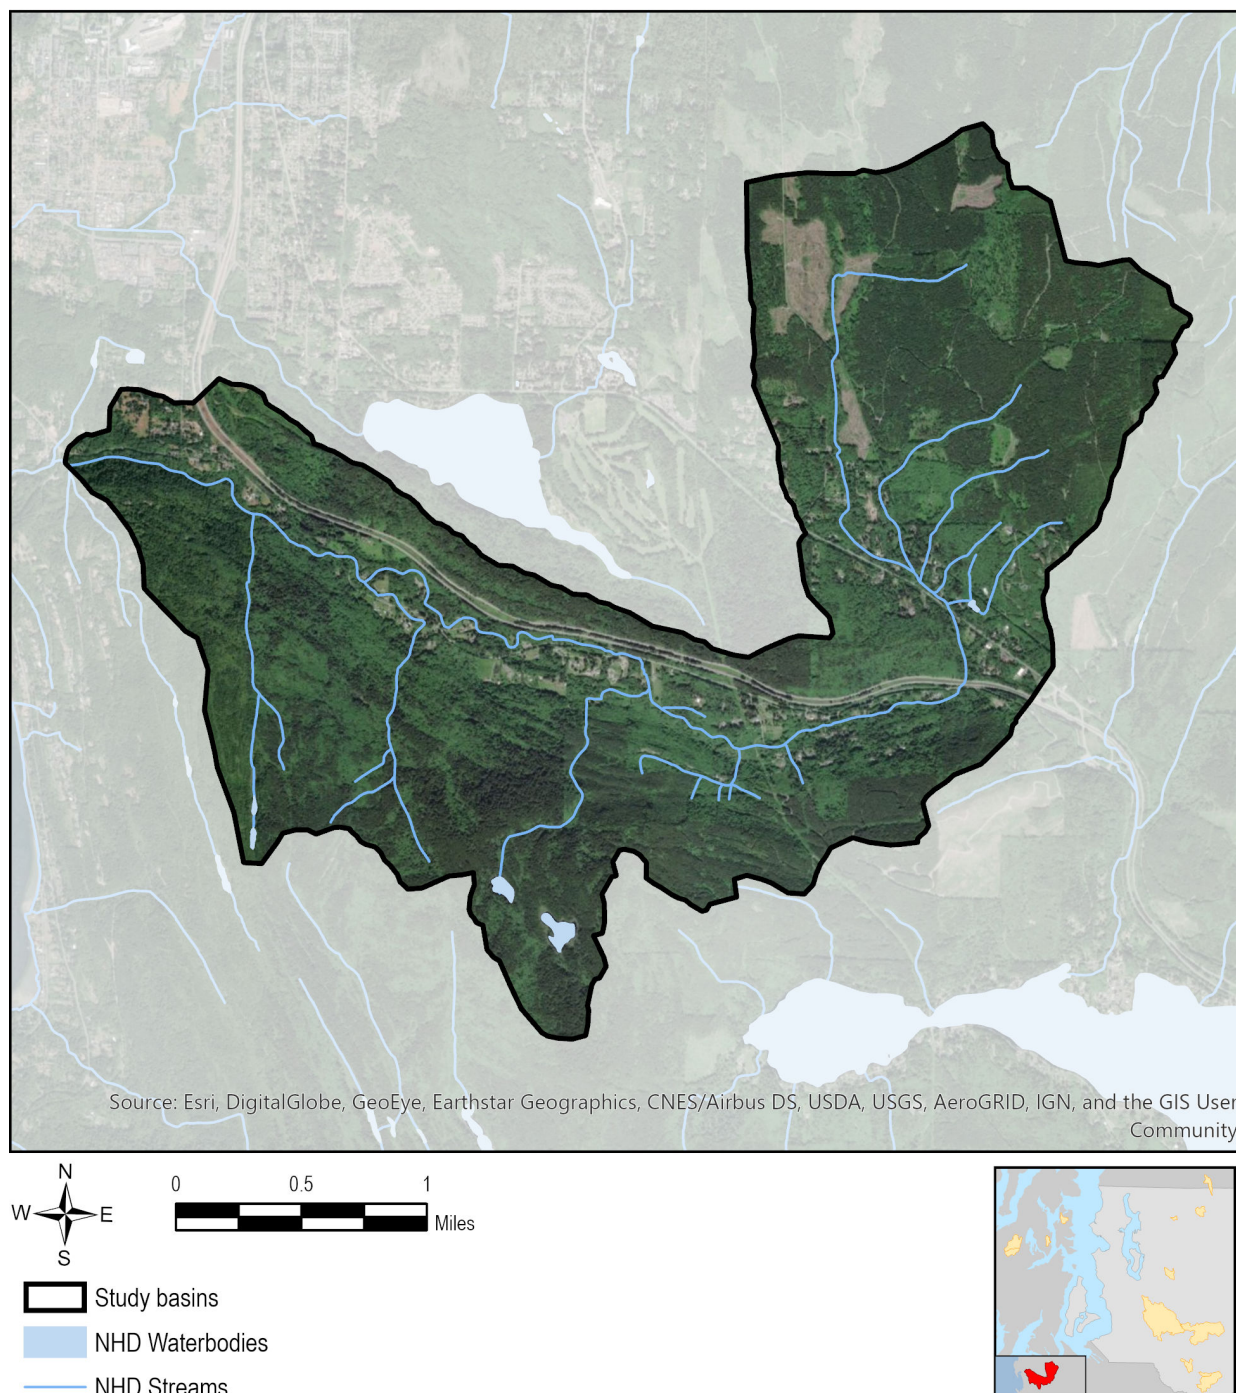 Source: Esri, DigitalGlobe, GeoEye, Earthstar Geographics, CNES/Airbus DS, USDA, USGS, AeroGRID, IGN, and the GIS User
Community
N
W E
S
0 0.5 1
Miles
Study basins
NHD Waterbodies
NHD Streams